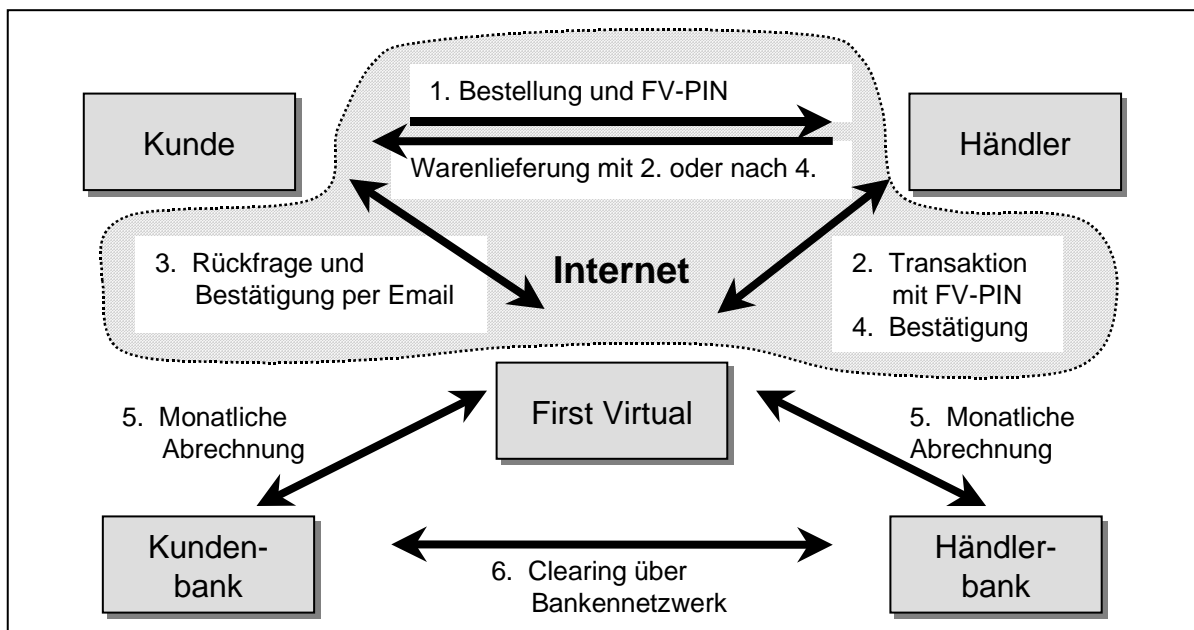 1. Bestellung und FV-PIN
Kunde
Händler
Warenlieferung mit 2. oder nach 4.
3. Rückfrage und
Bestätigung per Email
Internet
2. Transaktion
mit FV-PIN
4. Bestätigung
First Virtual
5. Monatliche
Abrechnung
5. Monatliche
Abrechnung
Kunden-
bank
6. Clearing über
Bankennetzwerk
Händler-
bank